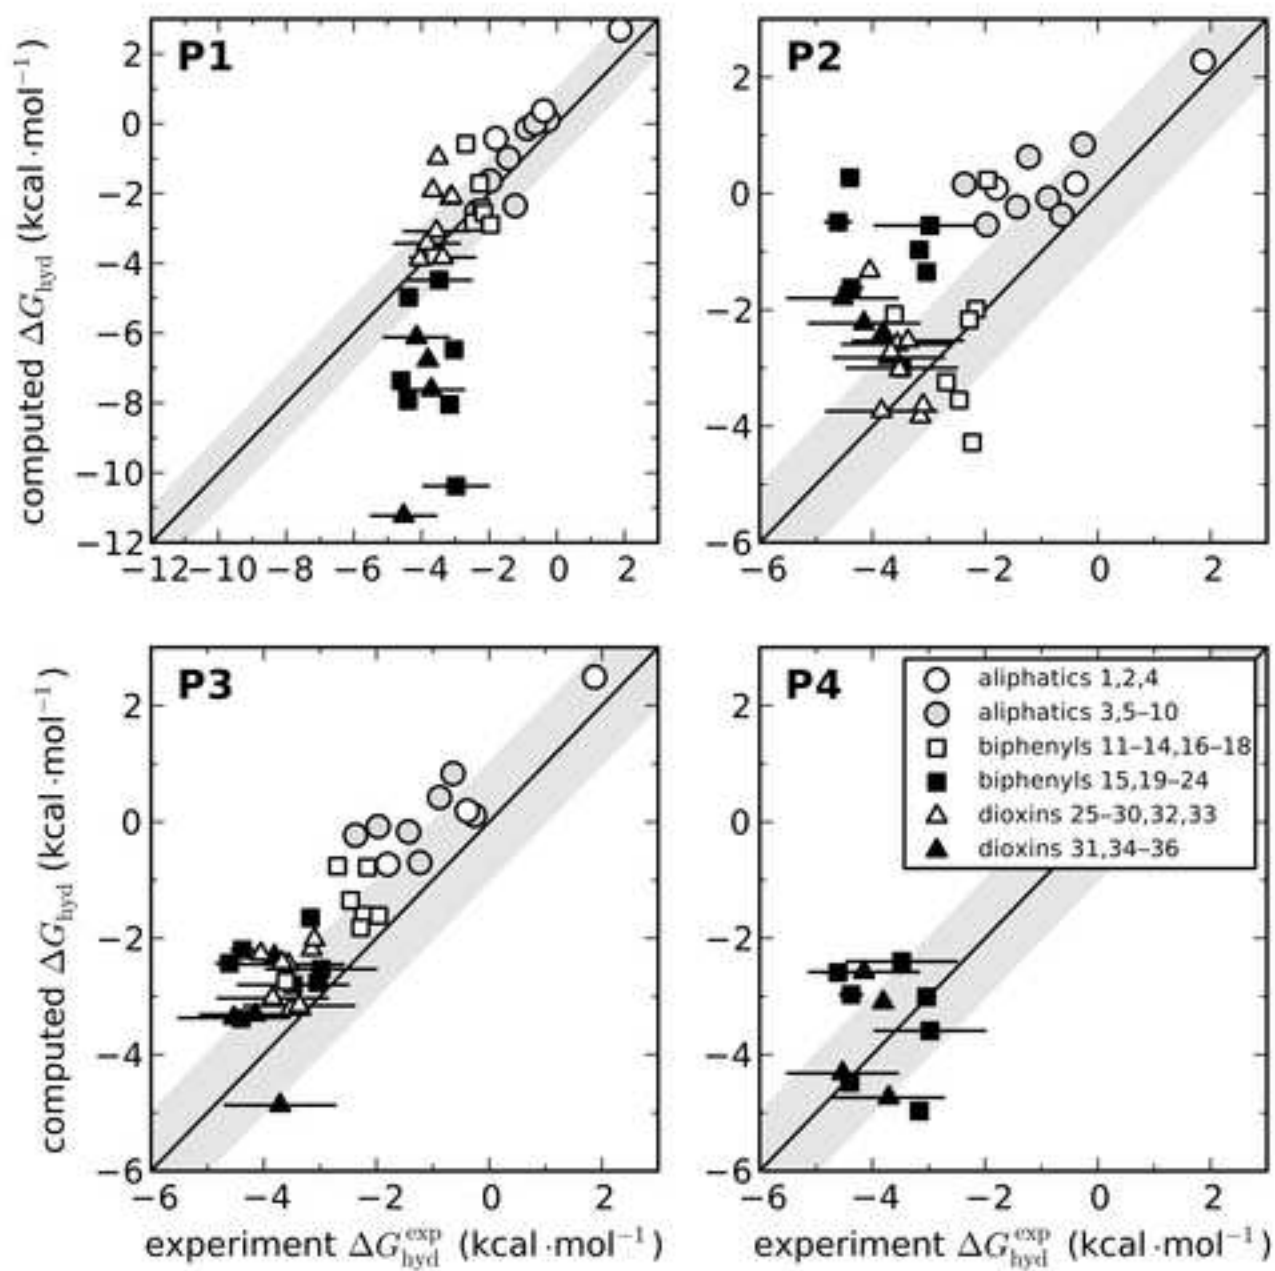 P1
P2
computed ΔG_hyd (kcal·mol⁻¹)
2
0
−2
−4
−6
−8
−10
−12
−12 −10 −8 −6 −4 −2 0 2
2
0
−2
−4
−6
−6 −4 −2 0 2
P3
P4
computed ΔG_hyd (kcal·mol⁻¹)
2
0
−2
−4
−6
−6 −4 −2 0 2
experiment ΔG_hyd^exp (kcal·mol⁻¹)
aliphatics 1,2,4
aliphatics 3,5–10
biphenyls 11–14,16–18
biphenyls 15,19–24
dioxins 25–30,32,33
dioxins 31,34–36
2
0
−2
−4
−6
−6 −4 −2 0 2
experiment ΔG_hyd^exp (kcal·mol⁻¹)